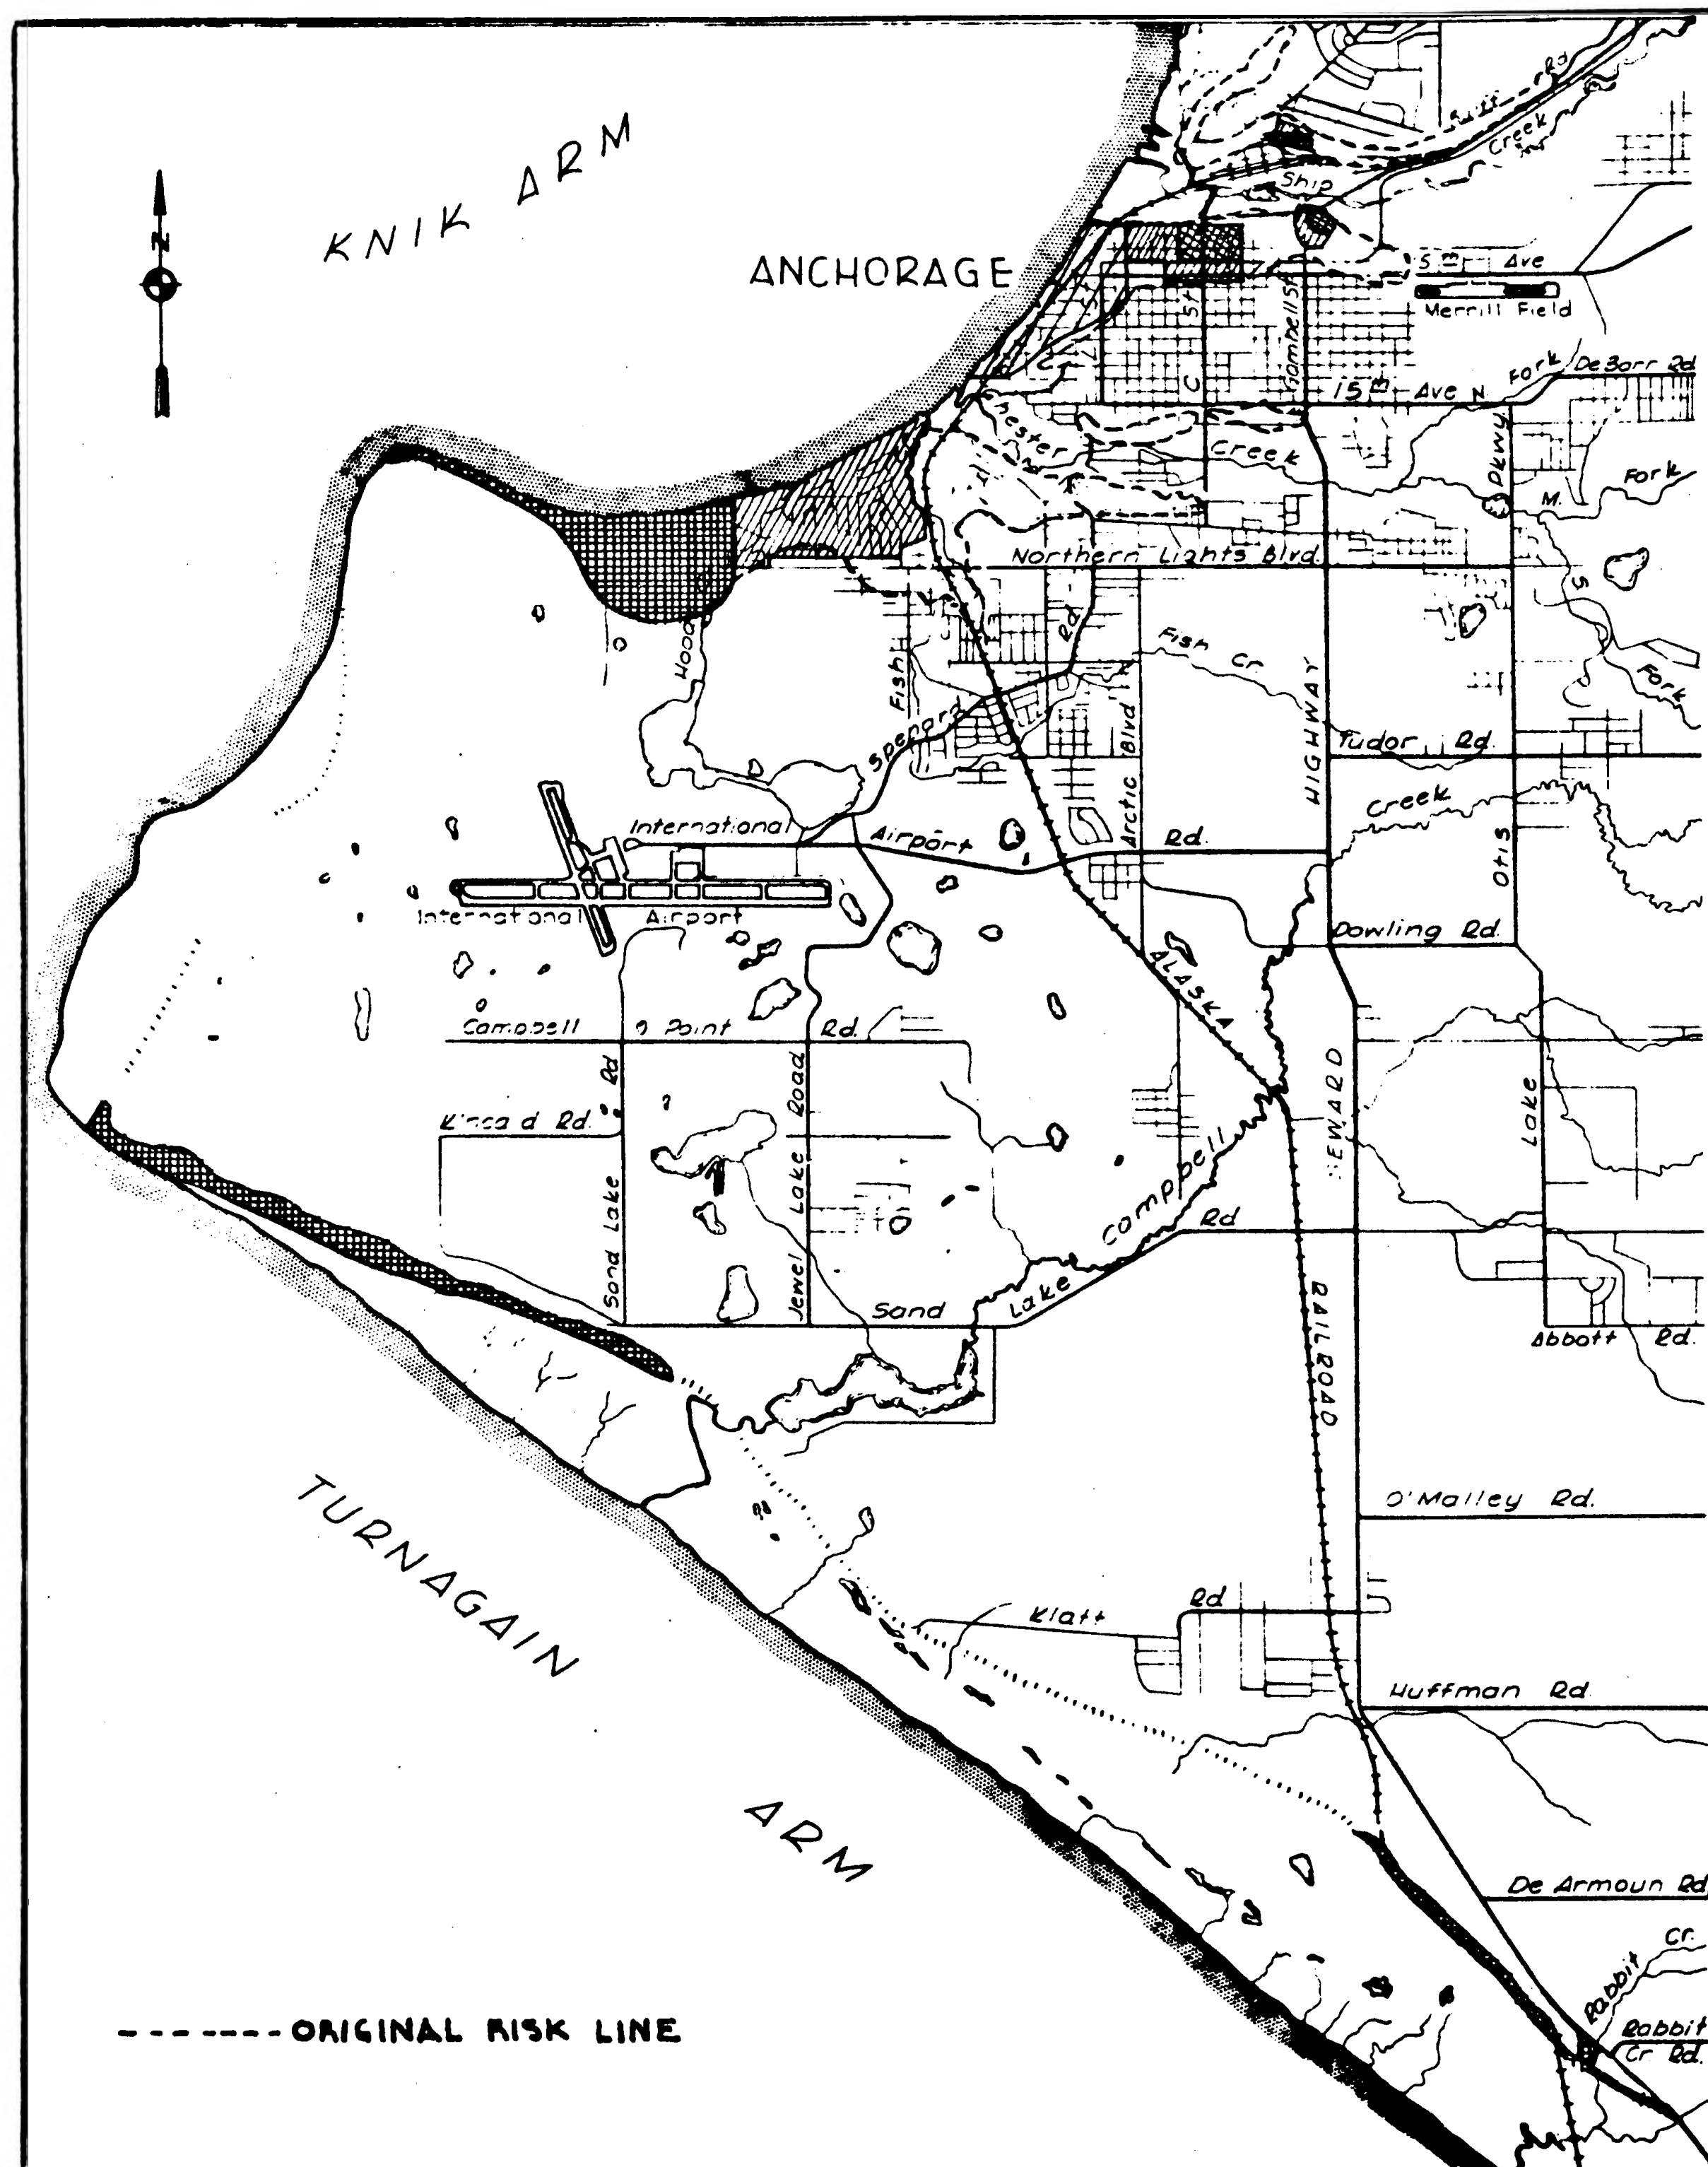 KNIK ARM
N
ANCHORAGE
Rd
Creek
Ship
5th Ave
Merrill Field
C St
Gambell St
15th Ave N Fork
DeBarr Rd
Chester
Creek
Pkwy
M. Fork
Northern Lights Blvd.
S
Fork
Hood
Fish
Rd
Fish Cr
Spenard
Arctic Blvd
HIGHWAY
Tudor Rd.
Creek
International Airport Rd.
Otis
International Airport
Dowling Rd.
ALASKA
Campbell Point Rd.
Rd
Road
SEWARD
Lake
Kincaid Rd.
Campbell
Sand Lake
Jewel Lake
Rd
Sand Lake
RAILROAD
Abbott Rd.
TURNAGAIN
O'Malley Rd.
Klatt Rd
Huffman Rd.
ARM
De Armoun Rd
Rabbit Cr.
Rabbit
Cr Rd.
------- ORIGINAL RISK LINE